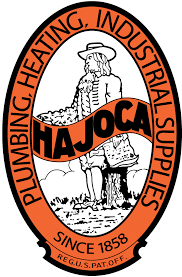 PLUMBING, HEATING, INDUSTRIAL SUPPLIES
HAJOCA
SINCE 1858
REG.U.S.PAT.OFF.